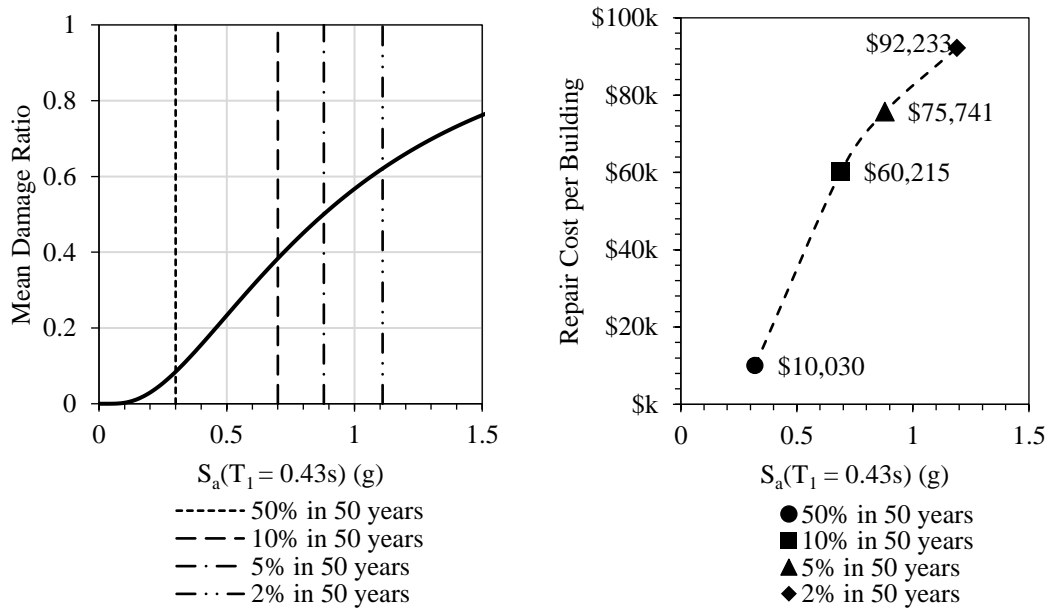 1
0.8
0.6
0.4
0.2
0
Mean Damage Ratio
0 0.5 1 1.5
Sₐ(T₁ = 0.43s) (g)
50% in 50 years
10% in 50 years
5% in 50 years
2% in 50 years
$100k
$80k
$60k
$40k
$20k
$k
Repair Cost per Building
$92,233
$75,741
$60,215
$10,030
0 0.5 1 1.5
Sₐ(T₁ = 0.43s) (g)
50% in 50 years
10% in 50 years
5% in 50 years
2% in 50 years